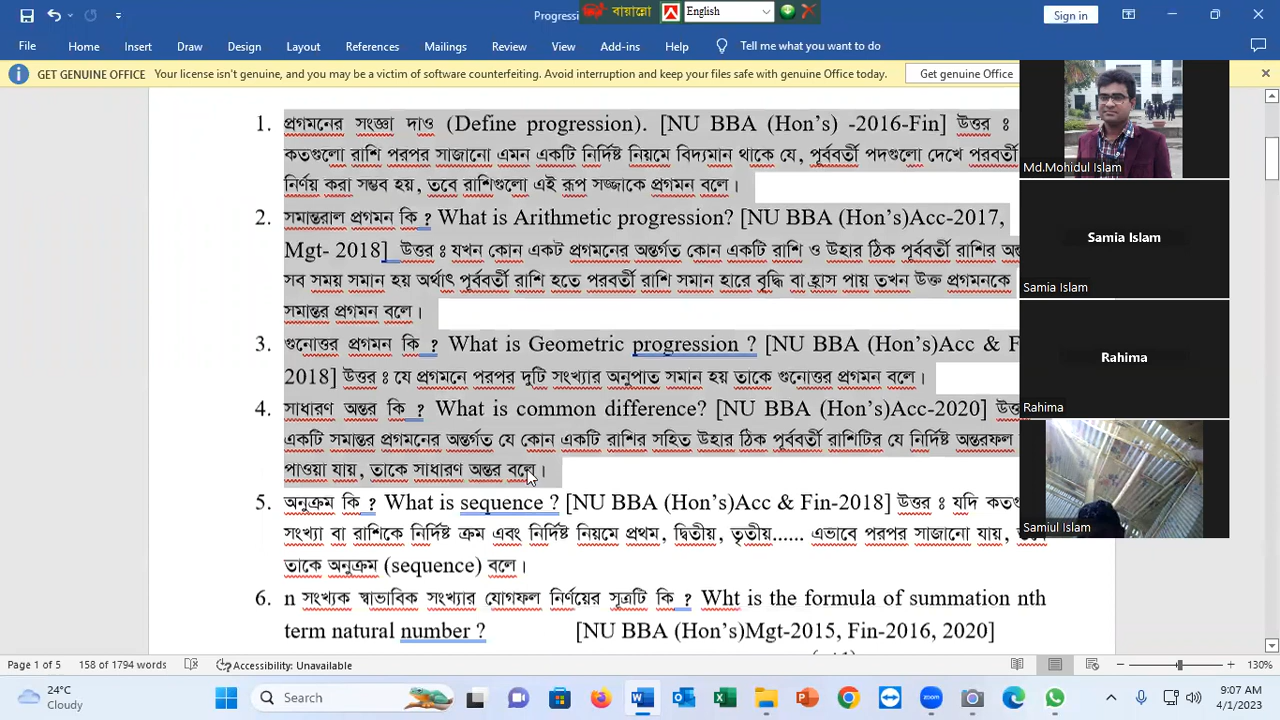 Progressi
বায়ান্নো
English
Sign in
File Home Insert Draw Design Layout References Mailings Review View Add-ins Help Tell me what you want to do
GET GENUINE OFFICE Your license isn't genuine, and you may be a victim of software counterfeiting. Avoid interruption and keep your files safe with genuine Office today. Get genuine Office
1. প্রগমনের সংজ্ঞা দাও (Define progression). [NU BBA (Hon's) -2016-Fin] উত্তর ঃ
কতগুলো রাশি পরপর সাজানো এমন একটি নির্দিষ্ট নিয়মে বিদ্যমান থাকে যে, পূর্ববর্তী পদগুলো দেখে পরবর্তী
নির্ণয় করা সম্ভব হয়, তবে রাশিগুলো এই রূপ সজ্জাকে প্রগমন বলে।
2. সমান্তরাল প্রগমন কি ? What is Arithmetic progression? [NU BBA (Hon's)Acc-2017,
Mgt- 2018] উত্তর ঃ যখন কোন একট প্রগমনের অন্তর্গত কোন একটি রাশি ও উহার ঠিক পূর্ববর্তী রাশির
সব সময় সমান হয় অর্থাৎ পূর্ববর্তী রাশি হতে পরবর্তী রাশি সমান হারে বৃদ্ধি বা হ্রাস পায় তখন উক্ত প্রগমনকে
সমান্তর প্রগমন বলে।
3. গুনোত্তর প্রগমন কি ? What is Geometric progression ? [NU BBA (Hon's)Acc & F
2018] উত্তর ঃ যে প্রগমনে পরপর দুটি সংখ্যার অনুপাত সমান হয় তাকে গুনোত্তর প্রগমন বলে।
4. সাধারণ অন্তর কি ? What is common difference? [NU BBA (Hon's)Acc-2020]
একটি সমান্তর প্রগমনের অন্তর্গত যে কোন একটি রাশির সহিত উহার ঠিক পূর্ববর্তী রাশিটির যে নির্দিষ্ট অন্তরফল
পাওয়া যায়, তাকে সাধারণ অন্তর বলে।
5. অনুক্রম কি ? What is sequence ? [NU BBA (Hon's)Acc & Fin-2018] উত্তর ঃ যদি
সংখ্যা বা রাশিকে নির্দিষ্ট ক্রম এবং নির্দিষ্ট নিয়মে প্রথম, দ্বিতীয়, তৃতীয়...... এভাবে পরপর সাজানো যায়,
তাকে অনুক্রম (sequence) বলে।
6. n সংখ্যক স্বাভাবিক সংখ্যার যোগফল নির্ণয়ের সূত্রটি কি ? Wht is the formula of summation nth
term natural number ? [NU BBA (Hon's)Mgt-2015, Fin-2016, 2020]
Md.Mohidul Islam
Samia Islam
Samia Islam
Rahima
Rahima
Samiul Islam
Page 1 of 5 158 of 1794 words Accessibility: Unavailable 130%
24°C
Cloudy
Search
9:07 AM
4/1/2023